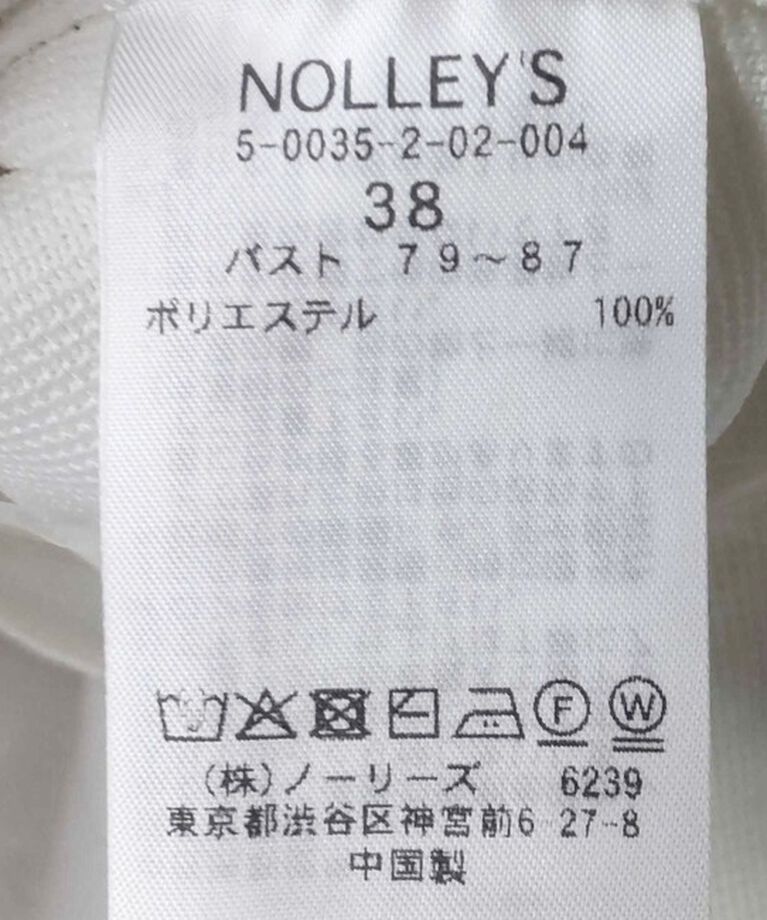 NOLLEY'S
5-0035-2-02-004
38
バスト 79~87
ポリエステル 100%
F W
(株)ノーリーズ 6239
東京都渋谷区神宮前6-27-8
中国製